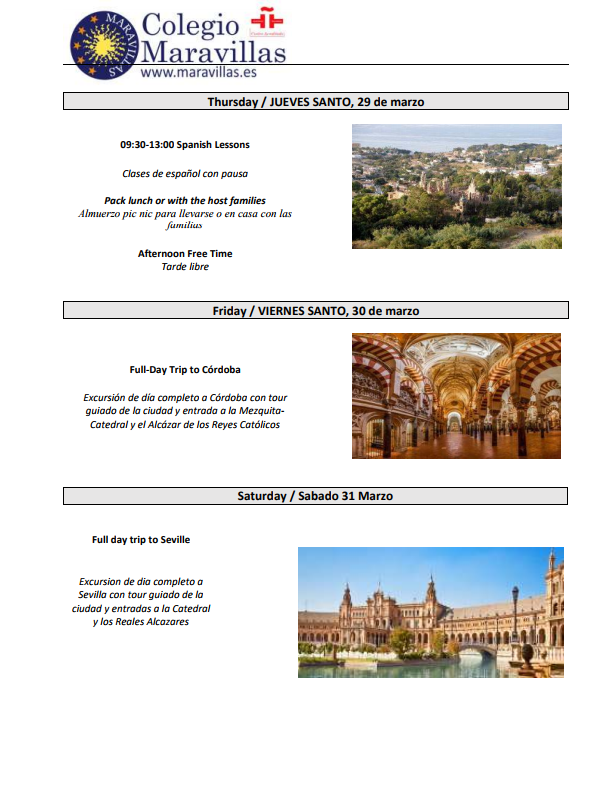 MARAVILLAS
Colegio
Maravillas
www.maravillas.es
Thursday / JUEVES SANTO, 29 de marzo
09:30-13:00 Spanish Lessons
Clases de español con pausa
Pack lunch or with the host families
Almuerzo pic nic para llevarse o en casa con las
familias
Afternoon Free Time
Tarde libre
Friday / VIERNES SANTO, 30 de marzo
Full-Day Trip to Córdoba
Excursión de día completo a Córdoba con tour
guiado de la ciudad y entrada a la Mezquita-
Catedral y el Alcázar de los Reyes Católicos
Saturday / Sabado 31 Marzo
Full day trip to Seville
Excursion de dia completo a
Sevilla con tour guiado de la
ciudad y entradas a la Catedral
y los Reales Alcazares